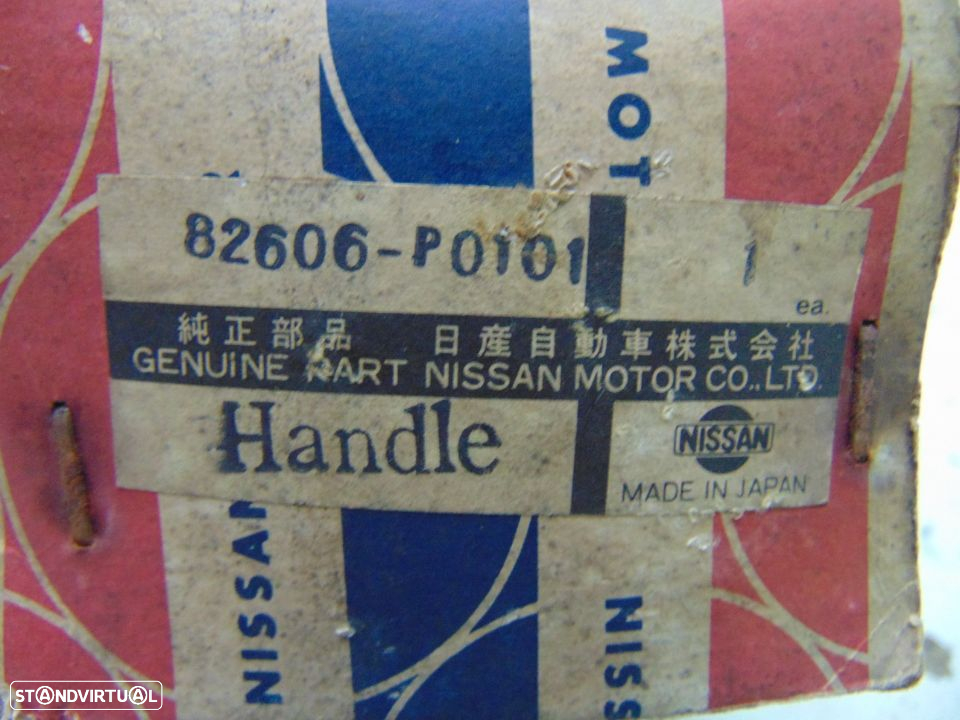 MOT
82606-P0101 1
ea.
純正部品 日産自動車株式会社
GENUINE PART NISSAN MOTOR CO.,LTD.
Handle
NISSAN
MADE IN JAPAN
NISSAN
NISS
STANDVIRTUAL